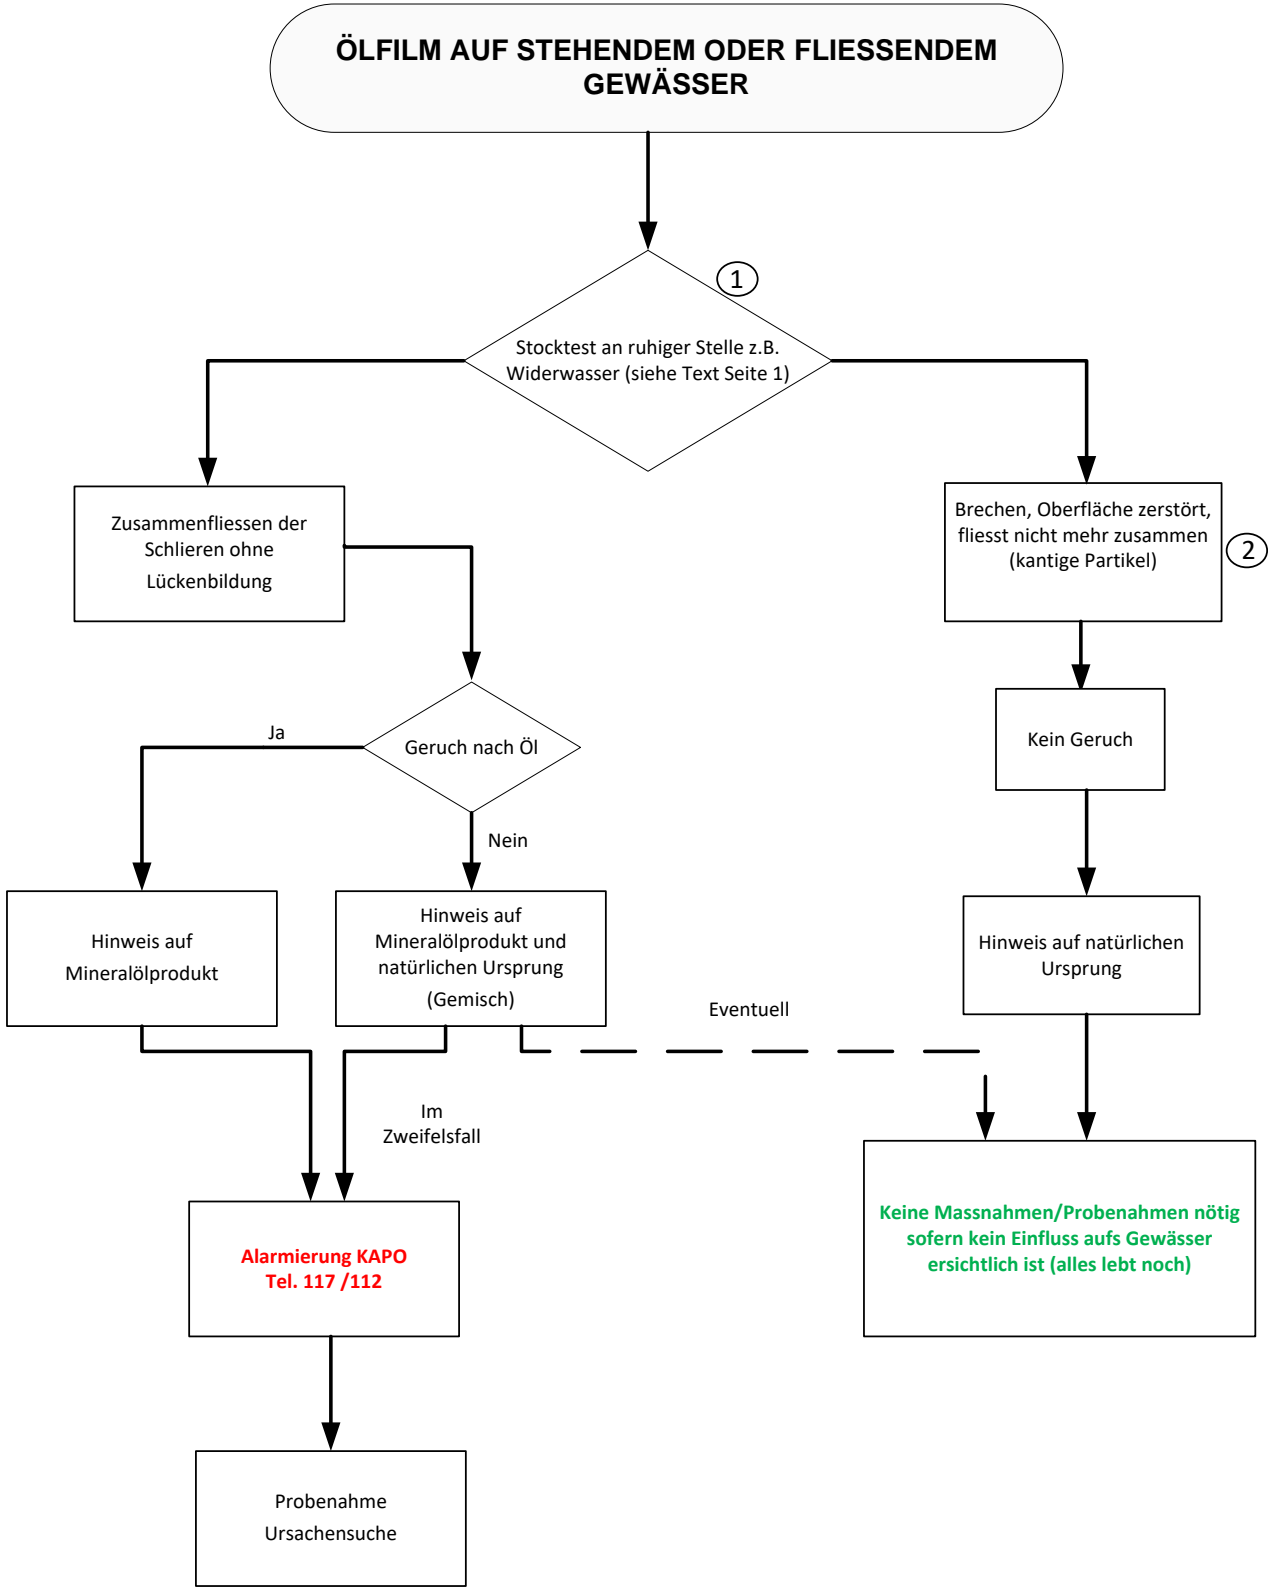 ÖLFILM AUF STEHENDEM ODER FLIESSENDEM
GEWÄSSER
1
Stocktest an ruhiger Stelle z.B.
Widerwasser (siehe Text Seite 1)
Zusammenfliessen der
Schlieren ohne
Lückenbildung
Brechen, Oberfläche zerstört,
fliesst nicht mehr zusammen
(kantige Partikel)
2
Ja
Geruch nach Öl
Kein Geruch
Nein
Hinweis auf
Mineralölprodukt
Hinweis auf
Mineralölprodukt und
natürlichen Ursprung
(Gemisch)
Hinweis auf natürlichen
Ursprung
Eventuell
Im
Zweifelsfall
Alarmierung KAPO
Tel. 117 /112
Keine Massnahmen/Probenahmen nötig
sofern kein Einfluss aufs Gewässer
ersichtlich ist (alles lebt noch)
Probenahme
Ursachensuche